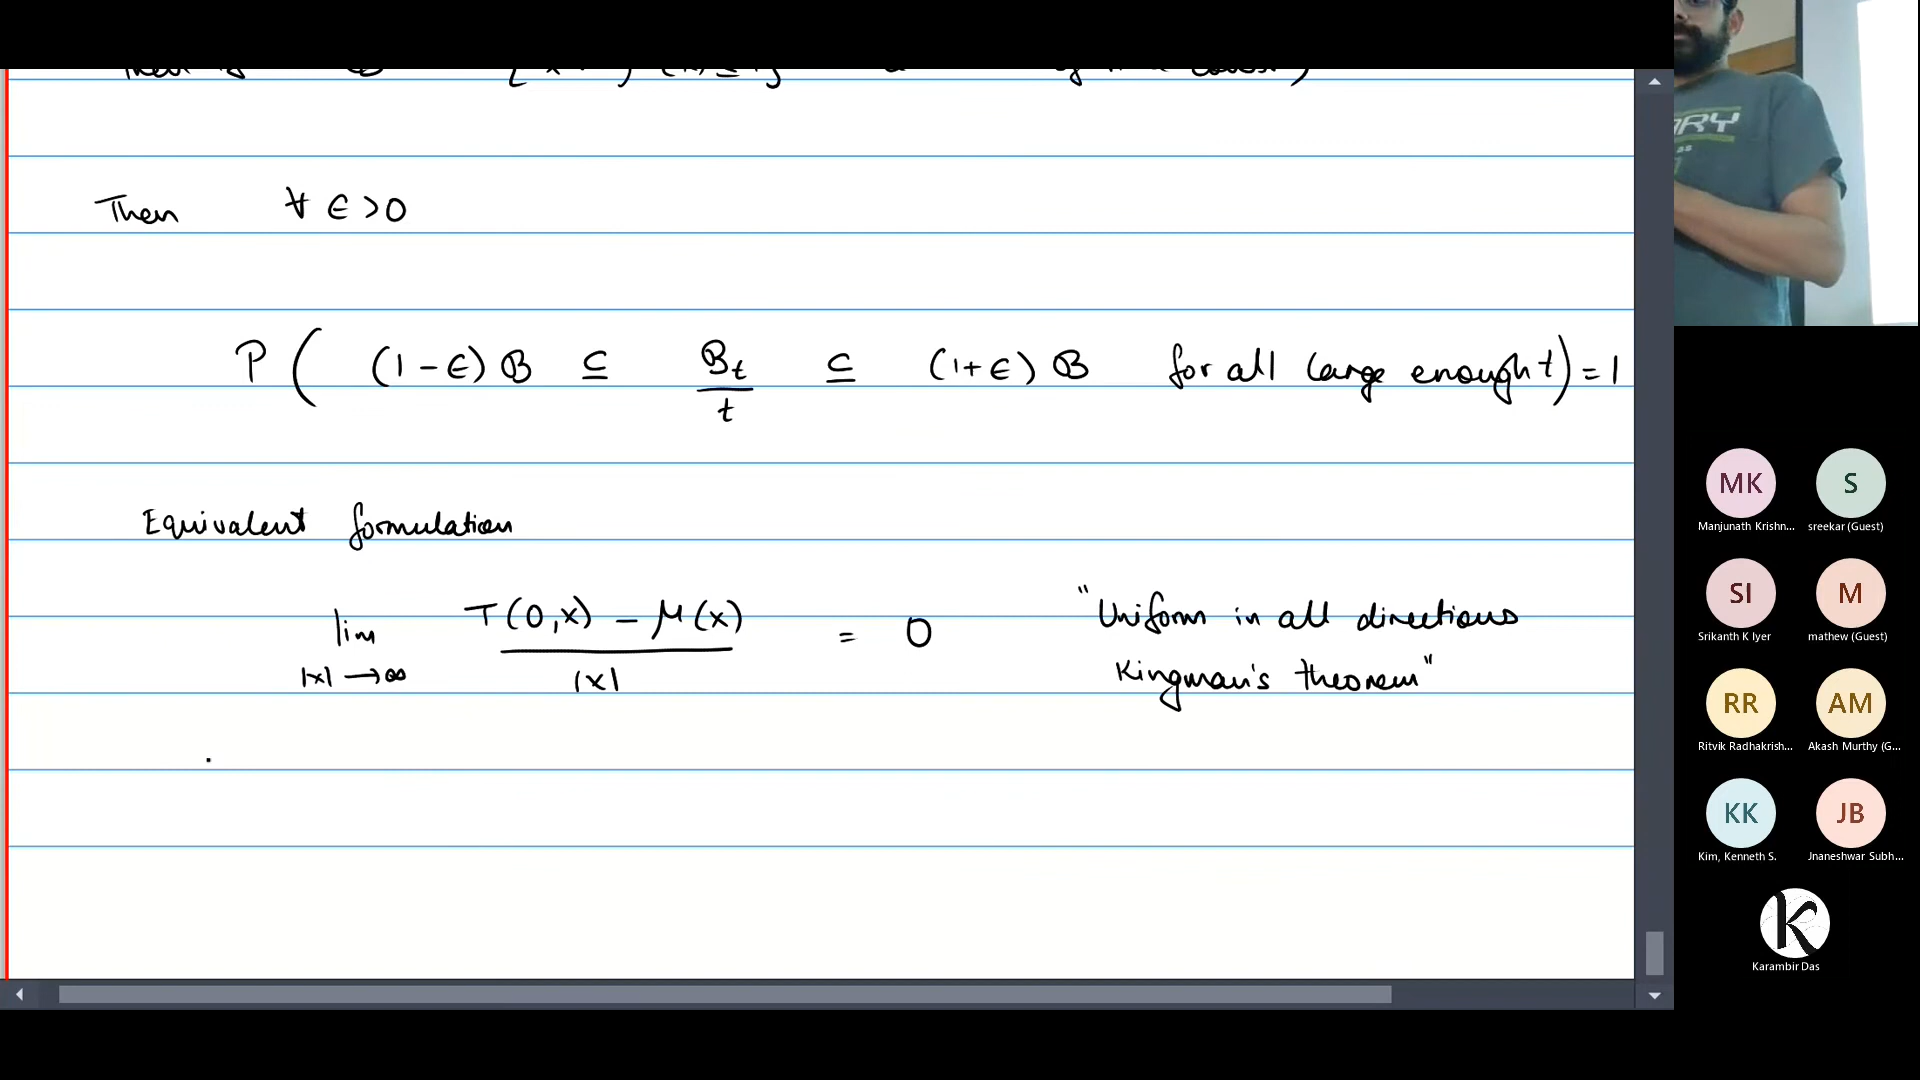 Then ∀ ϵ > 0
P ( (1-ϵ) B ⊆ B_t / t ⊆ (1+ϵ) B for all large enough t ) = 1
Equivalent formulation
lim |x| → ∞ T(0,x) - μ(x) / |x| = 0
"Uniform in all directions
Kingman's theorem"
RY
MK
Manjunath Krishn...
S
sreekar (Guest)
SI
Srikanth K Iyer
M
mathew (Guest)
RR
Ritvik Radhakrish...
AM
Akash Murthy (G...
KK
Kim, Kenneth S.
JB
Jnaneshwar Subh...
K
Karambir Das